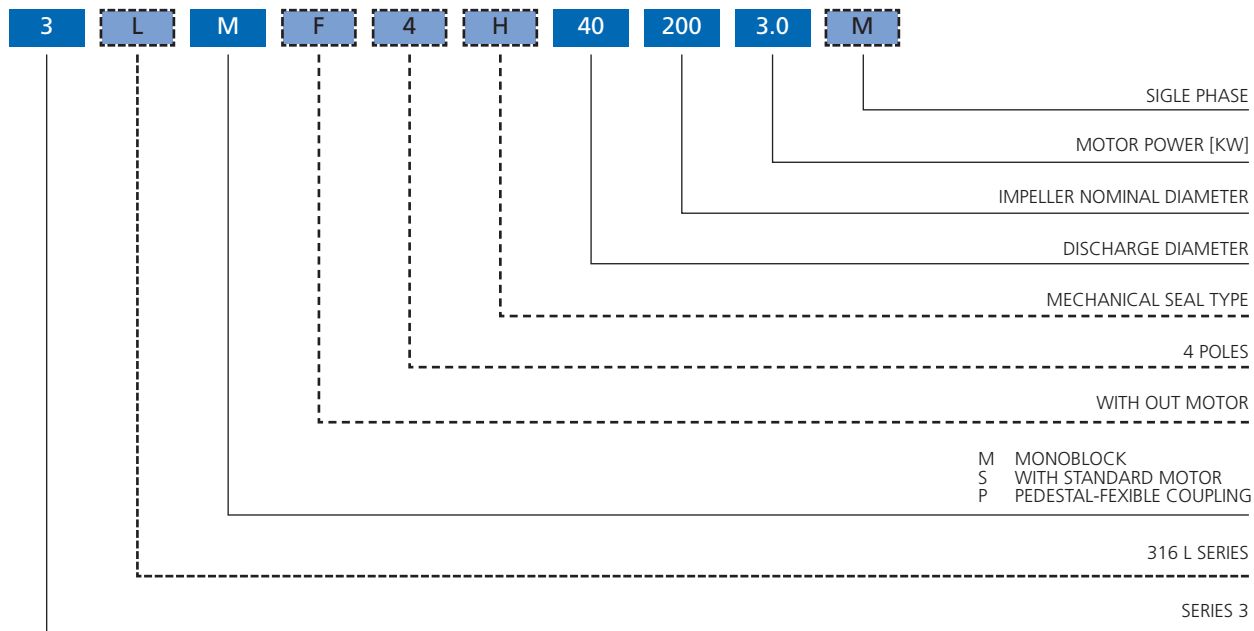 3 L M F 4 H 40 200 3.0 M
SIGLE PHASE
MOTOR POWER [KW]
IMPELLER NOMINAL DIAMETER
DISCHARGE DIAMETER
MECHANICAL SEAL TYPE
4 POLES
WITH OUT MOTOR
M MONOBLOCK
S WITH STANDARD MOTOR
P PEDESTAL-FEXIBLE COUPLING
316 L SERIES
SERIES 3